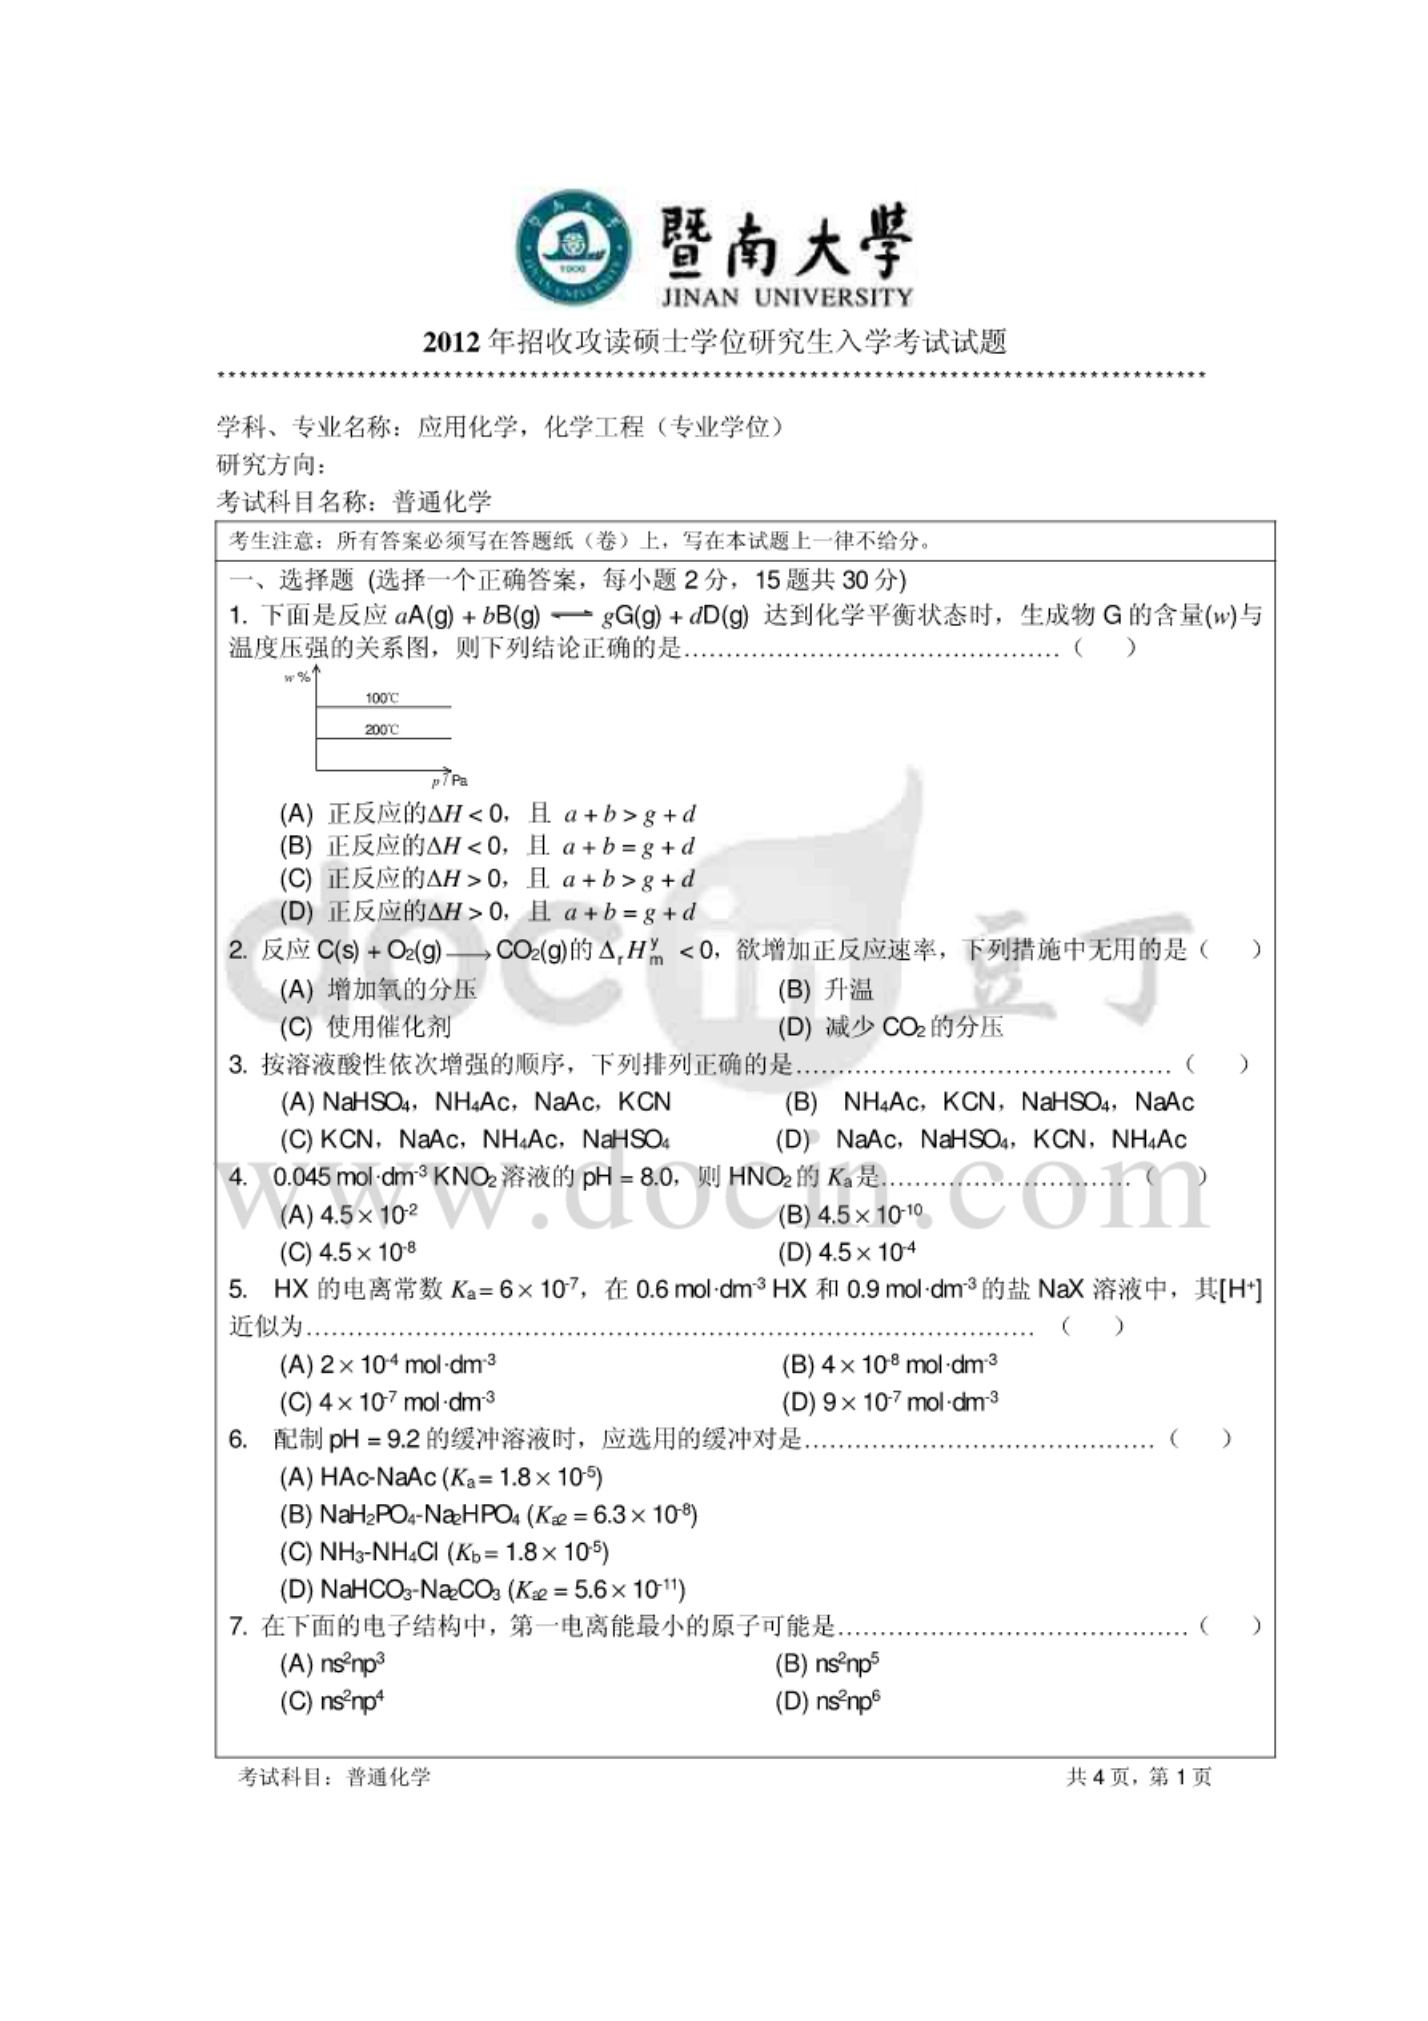 暨南大学
JINAN UNIVERSITY
2012 年招收攻读硕士学位研究生入学考试试题
********************************************************************************************
学科、专业名称：应用化学，化学工程（专业学位）
研究方向：
考试科目名称：普通化学
考生注意：所有答案必须写在答题纸（卷）上，写在本试题上一律不给分。
一、选择题 (选择一个正确答案，每小题 2 分，15 题共 30 分)
1. 下面是反应 aA(g) + bB(g) ⇌ gG(g) + dD(g) 达到化学平衡状态时，生成物 G 的含量(w)与
温度压强的关系图，则下列结论正确的是……………………………………… (    )
w %
100℃
200℃
p / Pa
(A) 正反应的ΔH < 0，且 a + b > g + d
(B) 正反应的ΔH < 0，且 a + b = g + d
(C) 正反应的ΔH > 0，且 a + b > g + d
(D) 正反应的ΔH > 0，且 a + b = g + d
2. 反应 C(s) + O₂(g) ⟶ CO₂(g)的 ΔrHmʸ < 0，欲增加正反应速率，下列措施中无用的是 (    )
(A) 增加氧的分压 (B) 升温
(C) 使用催化剂 (D) 减少 CO₂的分压
3. 按溶液酸性依次增强的顺序，下列排列正确的是……………………………………… (    )
(A) NaHSO₄，NH₄Ac，NaAc，KCN (B) NH₄Ac，KCN，NaHSO₄，NaAc
(C) KCN，NaAc，NH₄Ac，NaHSO₄ (D) NaAc，NaHSO₄，KCN，NH₄Ac
4. 0.045 mol·dm⁻³ KNO₂溶液的 pH = 8.0，则 HNO₂的 Ka是………………………… (    )
(A) 4.5 × 10⁻² (B) 4.5 × 10⁻¹⁰
(C) 4.5 × 10⁻⁸ (D) 4.5 × 10⁻⁴
5. HX 的电离常数 Ka = 6 × 10⁻⁷，在 0.6 mol·dm⁻³ HX 和 0.9 mol·dm⁻³的盐 NaX 溶液中，其[H⁺]
近似为…………………………………………………………………………… (    )
(A) 2 × 10⁻⁴ mol·dm⁻³ (B) 4 × 10⁻⁸ mol·dm⁻³
(C) 4 × 10⁻⁷ mol·dm⁻³ (D) 9 × 10⁻⁷ mol·dm⁻³
6. 配制 pH = 9.2 的缓冲溶液时，应选用的缓冲对是…………………………………… (    )
(A) HAc-NaAc (Ka = 1.8 × 10⁻⁵)
(B) NaH₂PO₄-Na₂HPO₄ (Ka2 = 6.3 × 10⁻⁸)
(C) NH₃-NH₄Cl (Kb = 1.8 × 10⁻⁵)
(D) NaHCO₃-Na₂CO₃ (Ka2 = 5.6 × 10⁻¹¹)
7. 在下面的电子结构中，第一电离能最小的原子可能是…………………………………… (    )
(A) ns²np³ (B) ns²np⁵
(C) ns²np⁴ (D) ns²np⁶
考试科目：普通化学 共 4 页，第 1 页
docin 豆丁
www.docin.com